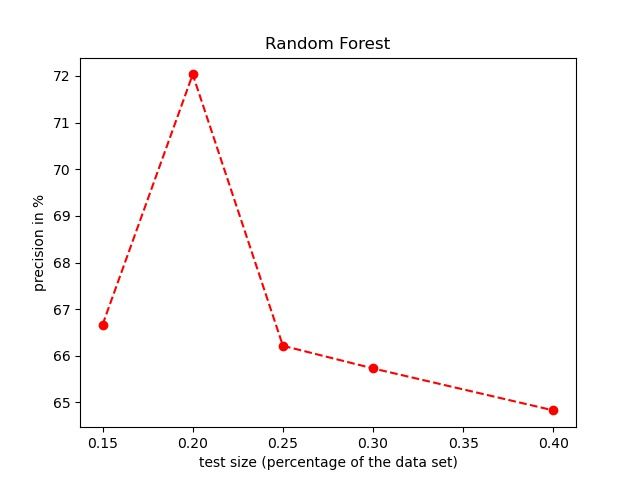 Random Forest
precision in %
72
71
70
69
68
67
66
65
0.15 0.20 0.25 0.30 0.35 0.40
test size (percentage of the data set)